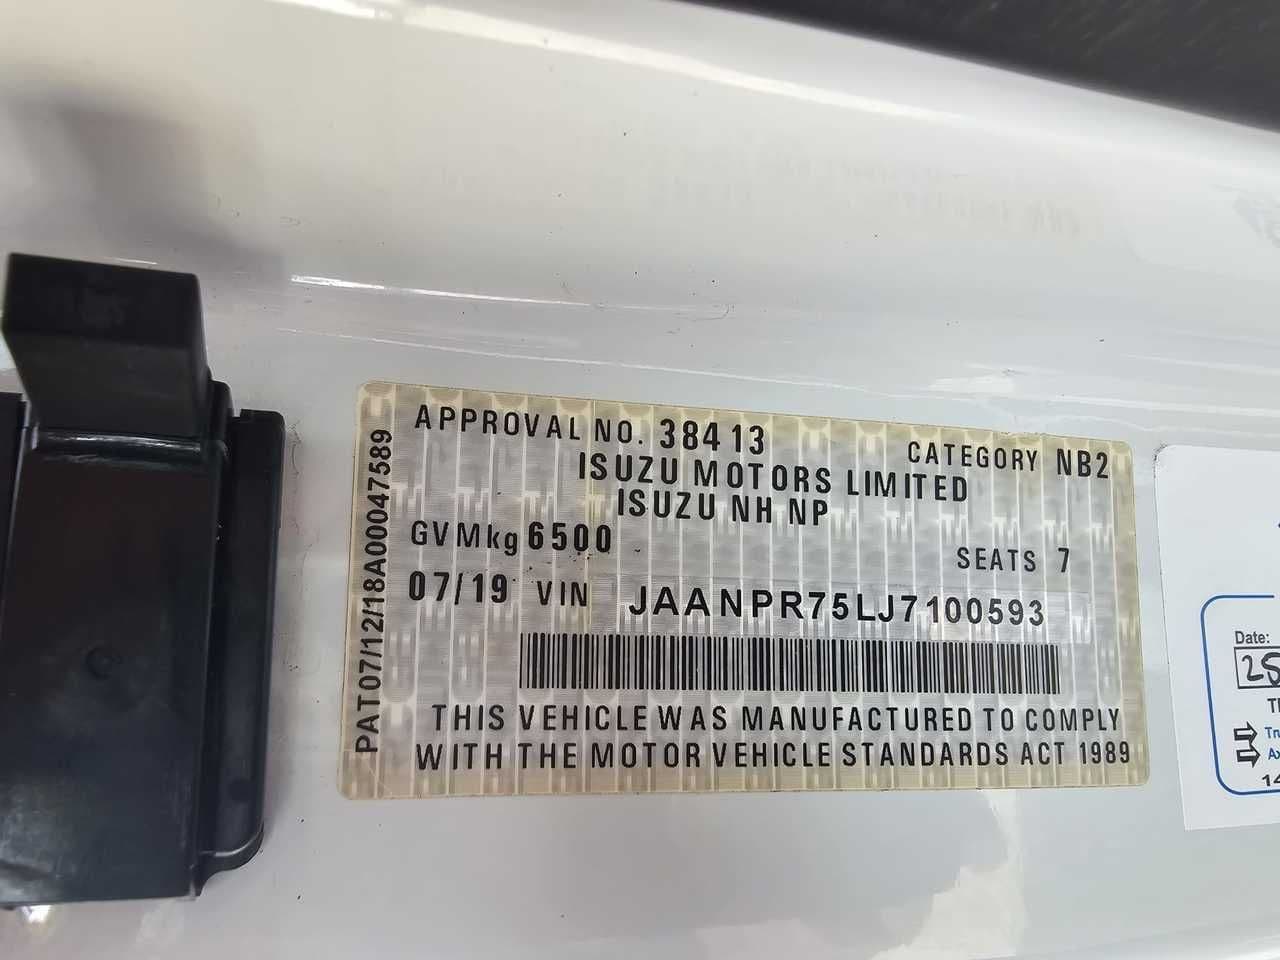 APPROVAL NO. 38413
CATEGORY NB2
ISUZU MOTORS LIMITED
ISUZU NH NP
GVMkg 6500
SEATS 7
07/19 VIN JAANPR75LJ7100593
THIS VEHICLE WAS MANUFACTURED TO COMPLY
WITH THE MOTOR VEHICLE STANDARDS ACT 1989
PAT07/12/18A00047589
Date: